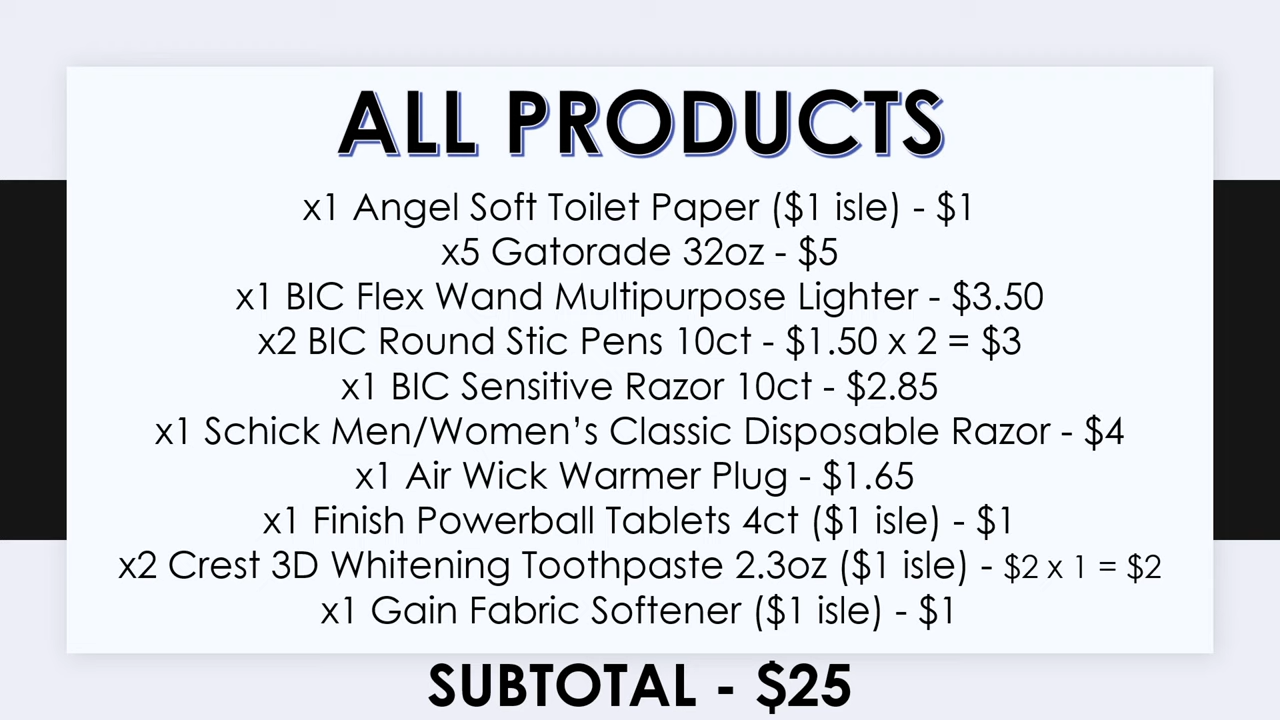 ALL PRODUCTS
x1 Angel Soft Toilet Paper ($1 isle) - $1
x5 Gatorade 32oz - $5
x1 BIC Flex Wand Multipurpose Lighter - $3.50
x2 BIC Round Stic Pens 10ct - $1.50 x 2 = $3
x1 BIC Sensitive Razor 10ct - $2.85
x1 Schick Men/Women’s Classic Disposable Razor - $4
x1 Air Wick Warmer Plug - $1.65
x1 Finish Powerball Tablets 4ct ($1 isle) - $1
x2 Crest 3D Whitening Toothpaste 2.3oz ($1 isle) - $2 x 1 = $2
x1 Gain Fabric Softener ($1 isle) - $1
SUBTOTAL - $25